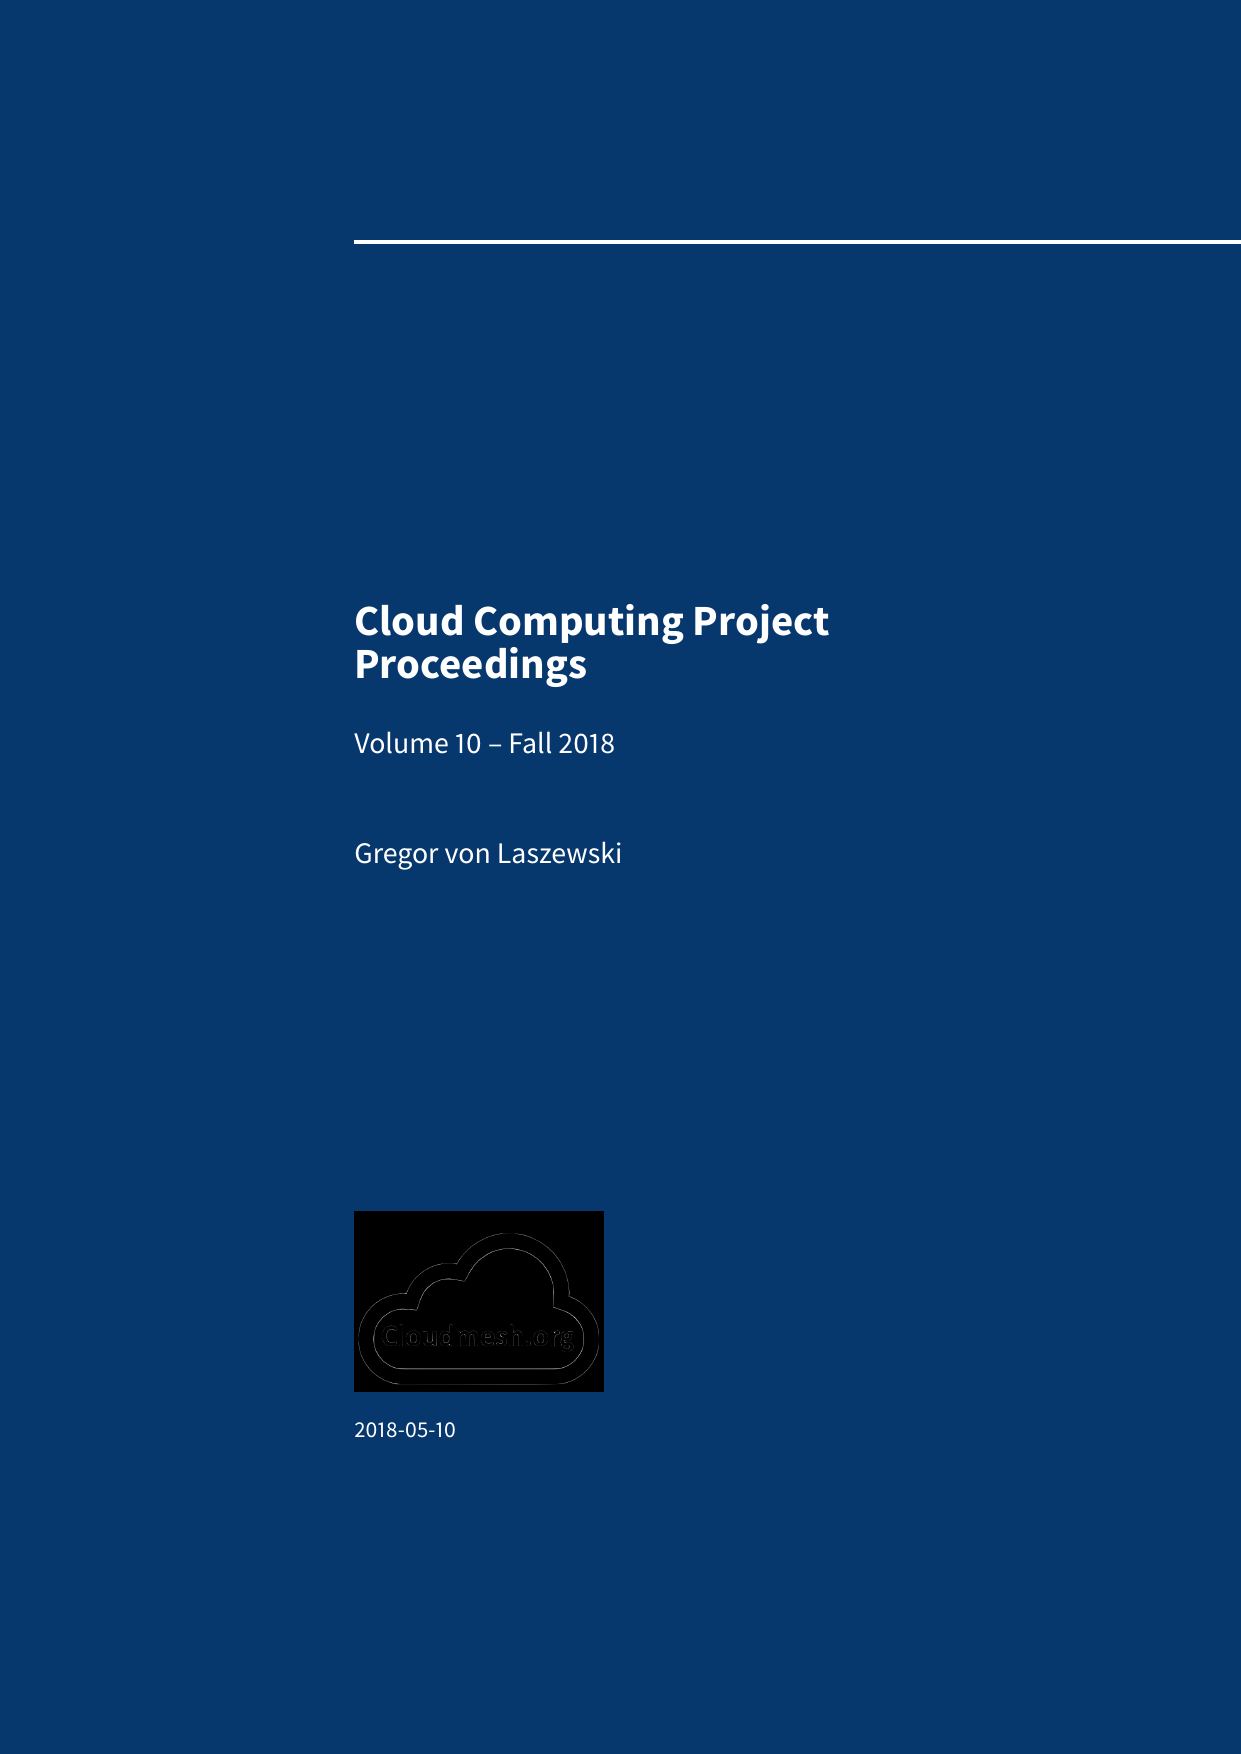 Cloud Computing Project
Proceedings
Volume 10 – Fall 2018
Gregor von Laszewski
Cloudmesh.org
2018-05-10